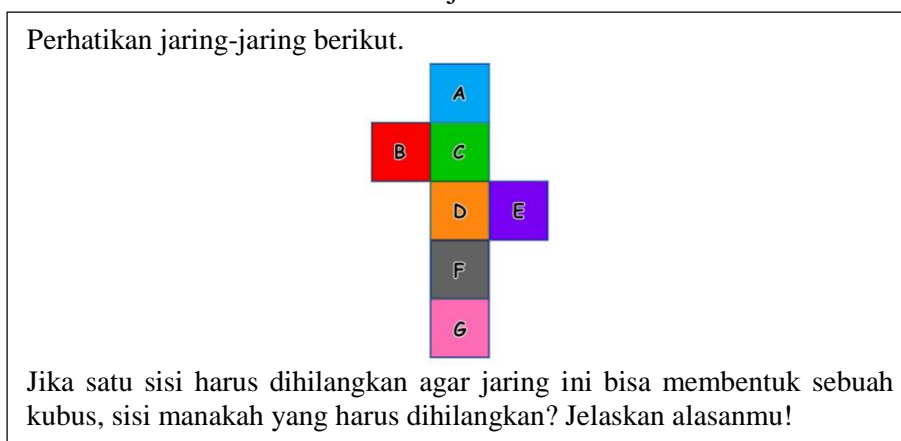 Perhatikan jaring-jaring berikut.
A
B C
D E
F
G
Jika satu sisi harus dihilangkan agar jaring ini bisa membentuk sebuah
kubus, sisi manakah yang harus dihilangkan? Jelaskan alasanmu!